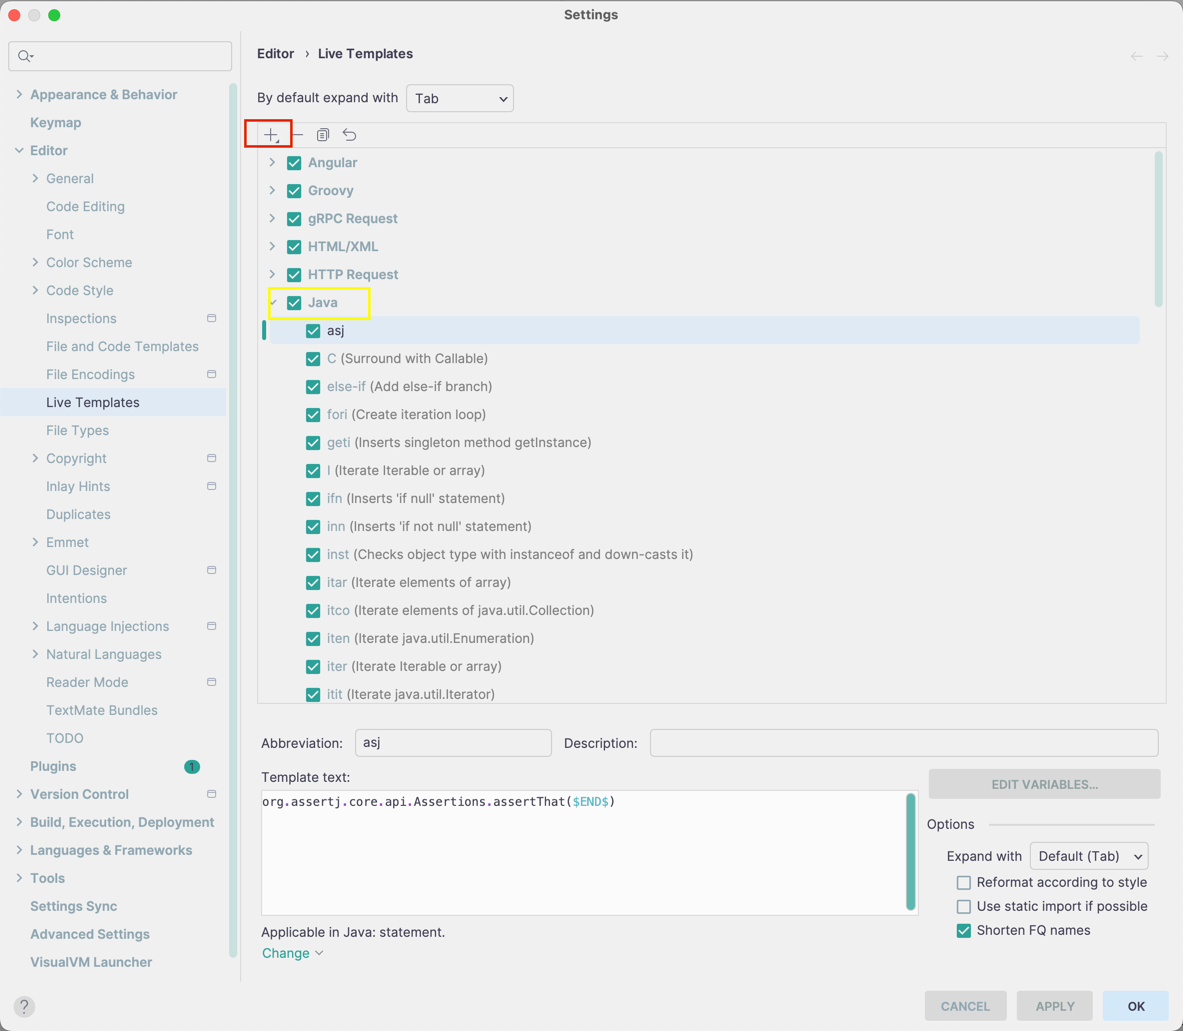 Settings
Appearance & Behavior
Keymap
Editor
General
Code Editing
Font
Color Scheme
Code Style
Inspections
File and Code Templates
File Encodings
Live Templates
File Types
Copyright
Inlay Hints
Duplicates
Emmet
GUI Designer
Intentions
Language Injections
Natural Languages
Reader Mode
TextMate Bundles
TODO
Plugins 1
Version Control
Build, Execution, Deployment
Languages & Frameworks
Tools
Settings Sync
Advanced Settings
VisualVM Launcher
?
Editor › Live Templates
By default expand with Tab
Angular
Groovy
gRPC Request
HTML/XML
HTTP Request
Java
asj
C (Surround with Callable)
else-if (Add else-if branch)
fori (Create iteration loop)
geti (Inserts singleton method getInstance)
I (Iterate Iterable or array)
ifn (Inserts 'if null' statement)
inn (Inserts 'if not null' statement)
inst (Checks object type with instanceof and down-casts it)
itar (Iterate elements of array)
itco (Iterate elements of java.util.Collection)
iten (Iterate java.util.Enumeration)
iter (Iterate Iterable or array)
itit (Iterate java.util.Iterator)
Abbreviation: asj Description:
Template text:
org.assertj.core.api.Assertions.assertThat($END$)
Applicable in Java: statement.
Change
EDIT VARIABLES...
Options
Expand with Default (Tab)
Reformat according to style
Use static import if possible
Shorten FQ names
CANCEL APPLY OK